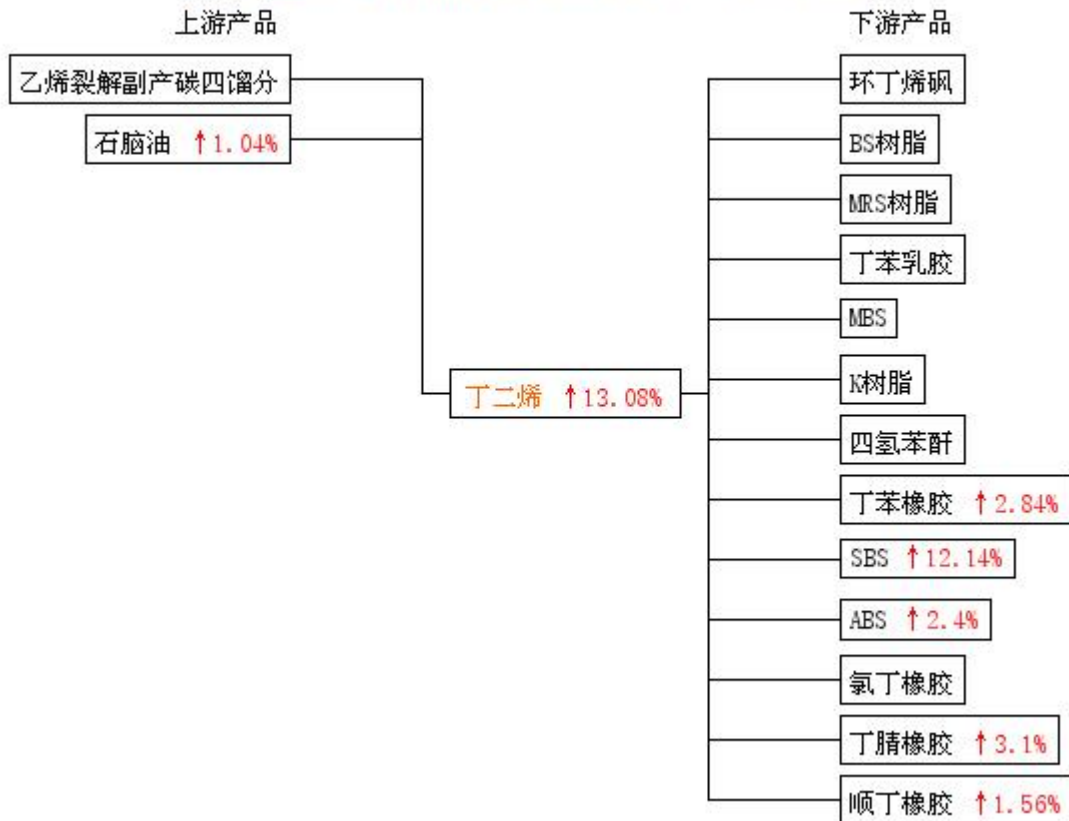 上游产品
下游产品
乙烯裂解副产碳四馏分
石脑油 ↑1.04%
丁二烯 ↑13.08%
环丁烯砜
BS树脂
MRS树脂
丁苯乳胶
MBS
K树脂
四氢苯酐
丁苯橡胶 ↑2.84%
SBS ↑12.14%
ABS ↑2.4%
氯丁橡胶
丁腈橡胶 ↑3.1%
顺丁橡胶 ↑1.56%